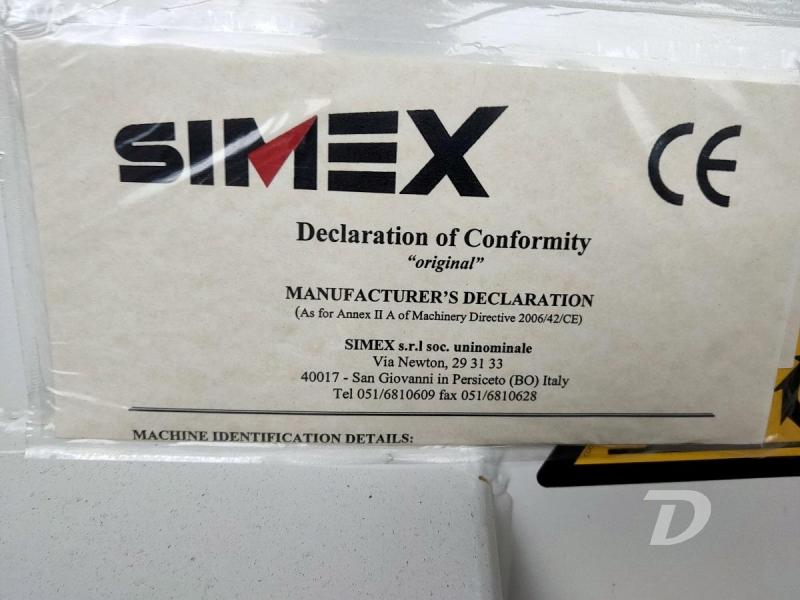 SIMEX
CE
Declaration of Conformity
“original”
MANUFACTURER'S DECLARATION
(As for Annex II A of Machinery Directive 2006/42/CE)
SIMEX s.r.l soc. uninominale
Via Newton, 29 31 33
40017 - San Giovanni in Persiceto (BO) Italy
Tel 051/6810609 fax 051/6810628
MACHINE IDENTIFICATION DETAILS:
D